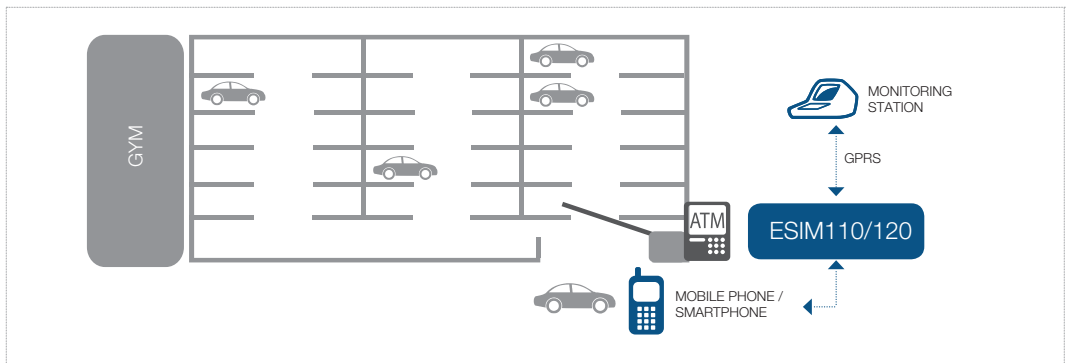 GYM
MONITORING
STATION
GPRS
ATM
ESIM110/120
MOBILE PHONE /
SMARTPHONE